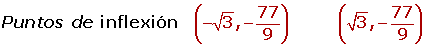 Puntos de inflexión (-√3, -77/9) (√3, -77/9)